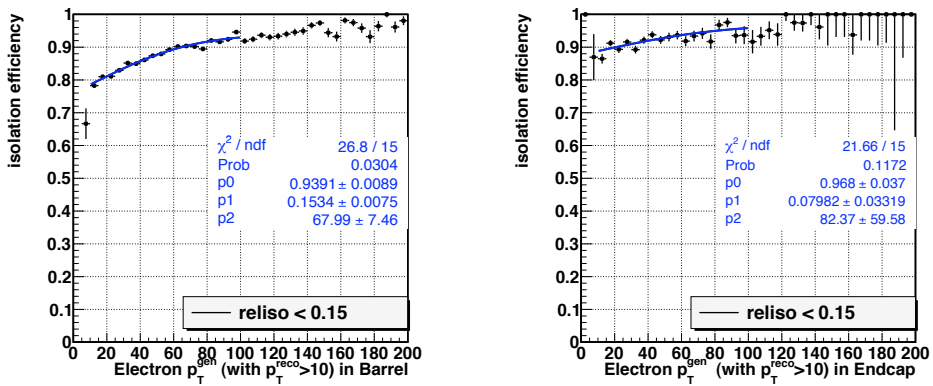 isolation efficiency
1
0.9
0.8
0.7
0.6
0.5
0.4
0.3
0.2
0.1
0
χ² / ndf 26.8 / 15
Prob 0.0304
p0 0.9391 ± 0.0089
p1 0.1534 ± 0.0075
p2 67.99 ± 7.46
reliso < 0.15
0 20 40 60 80 100 120 140 160 180 200
Electron p_T^gen (with p_T^reco>10) in Barrel
isolation efficiency
1
0.9
0.8
0.7
0.6
0.5
0.4
0.3
0.2
0.1
0
χ² / ndf 21.66 / 15
Prob 0.1172
p0 0.968 ± 0.037
p1 0.07982 ± 0.03319
p2 82.37 ± 59.58
reliso < 0.15
0 20 40 60 80 100 120 140 160 180 200
Electron p_T^gen (with p_T^reco>10) in Endcap